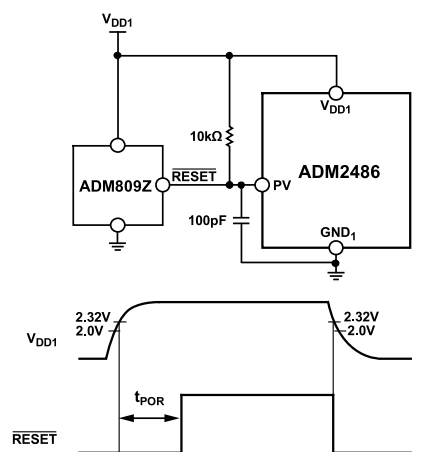 VDD1
VDD1
10kΩ
ADM2486
ADM809Z
RESET
PV
100pF
GND1
VDD1
2.32V
2.0V
2.32V
2.0V
tPOR
RESET